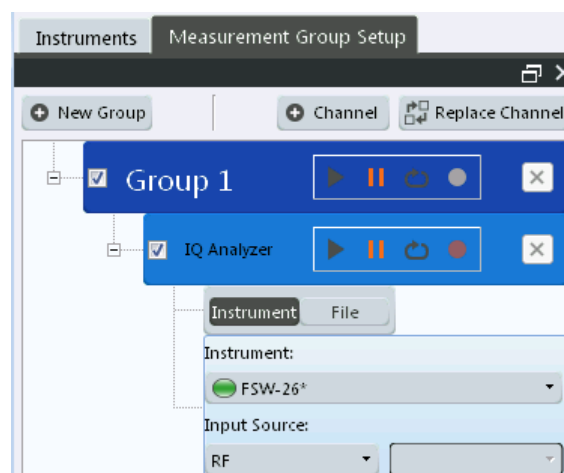 Instruments Measurement Group Setup
New Group Channel Replace Channel
Group 1
IQ Analyzer
Instrument File
Instrument:
FSW-26*
Input Source:
RF